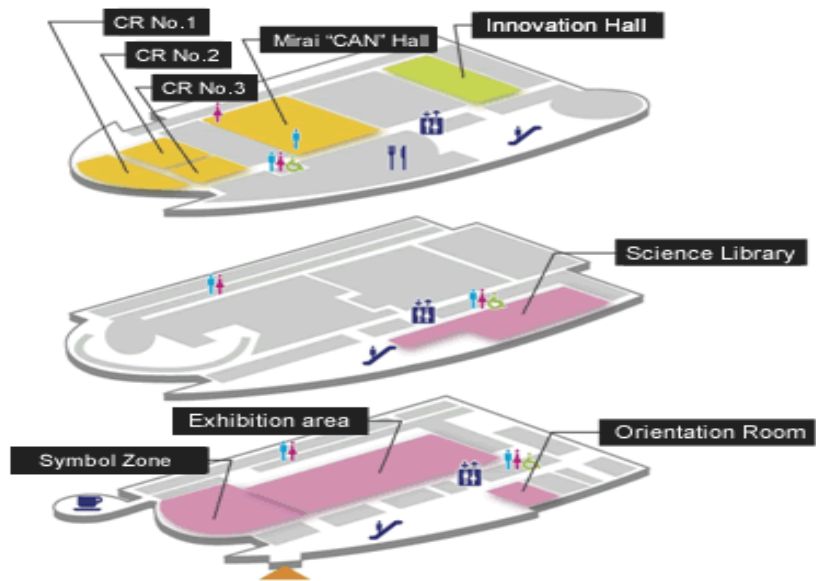 CR No.1
CR No.2
CR No.3
Mirai “CAN” Hall
Innovation Hall
Science Library
Exhibition area
Symbol Zone
Orientation Room